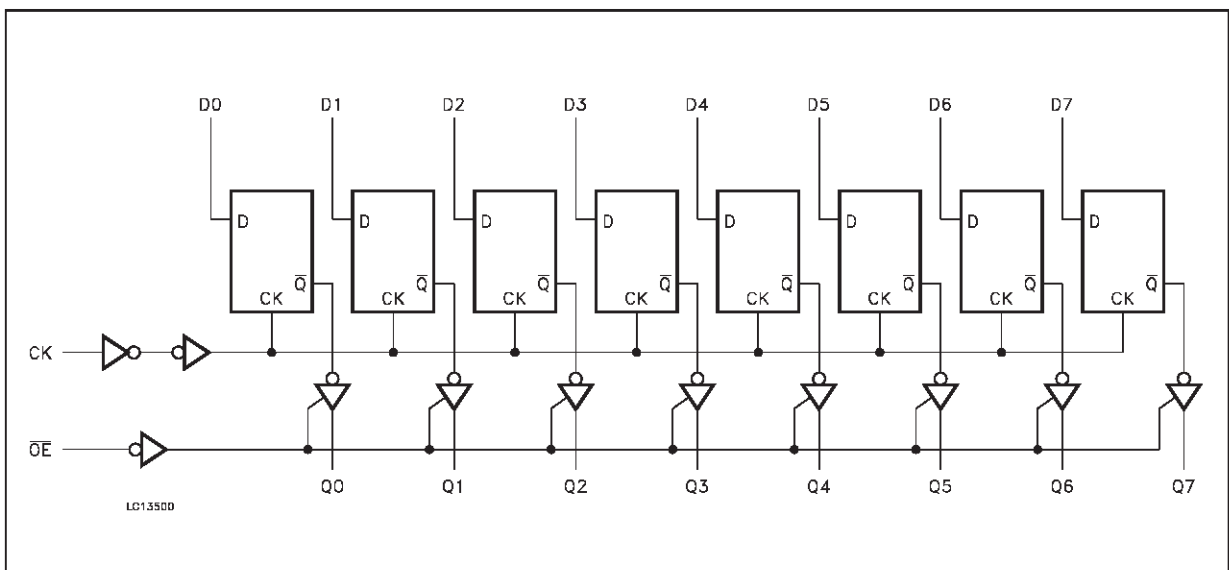 D0 D1 D2 D3 D4 D5 D6 D7
D D D D D D D D
Q̅ Q̅ Q̅ Q̅ Q̅ Q̅ Q̅ Q̅
CK CK CK CK CK CK CK CK
CK
O̅E̅
Q0 Q1 Q2 Q3 Q4 Q5 Q6 Q7
LC13500